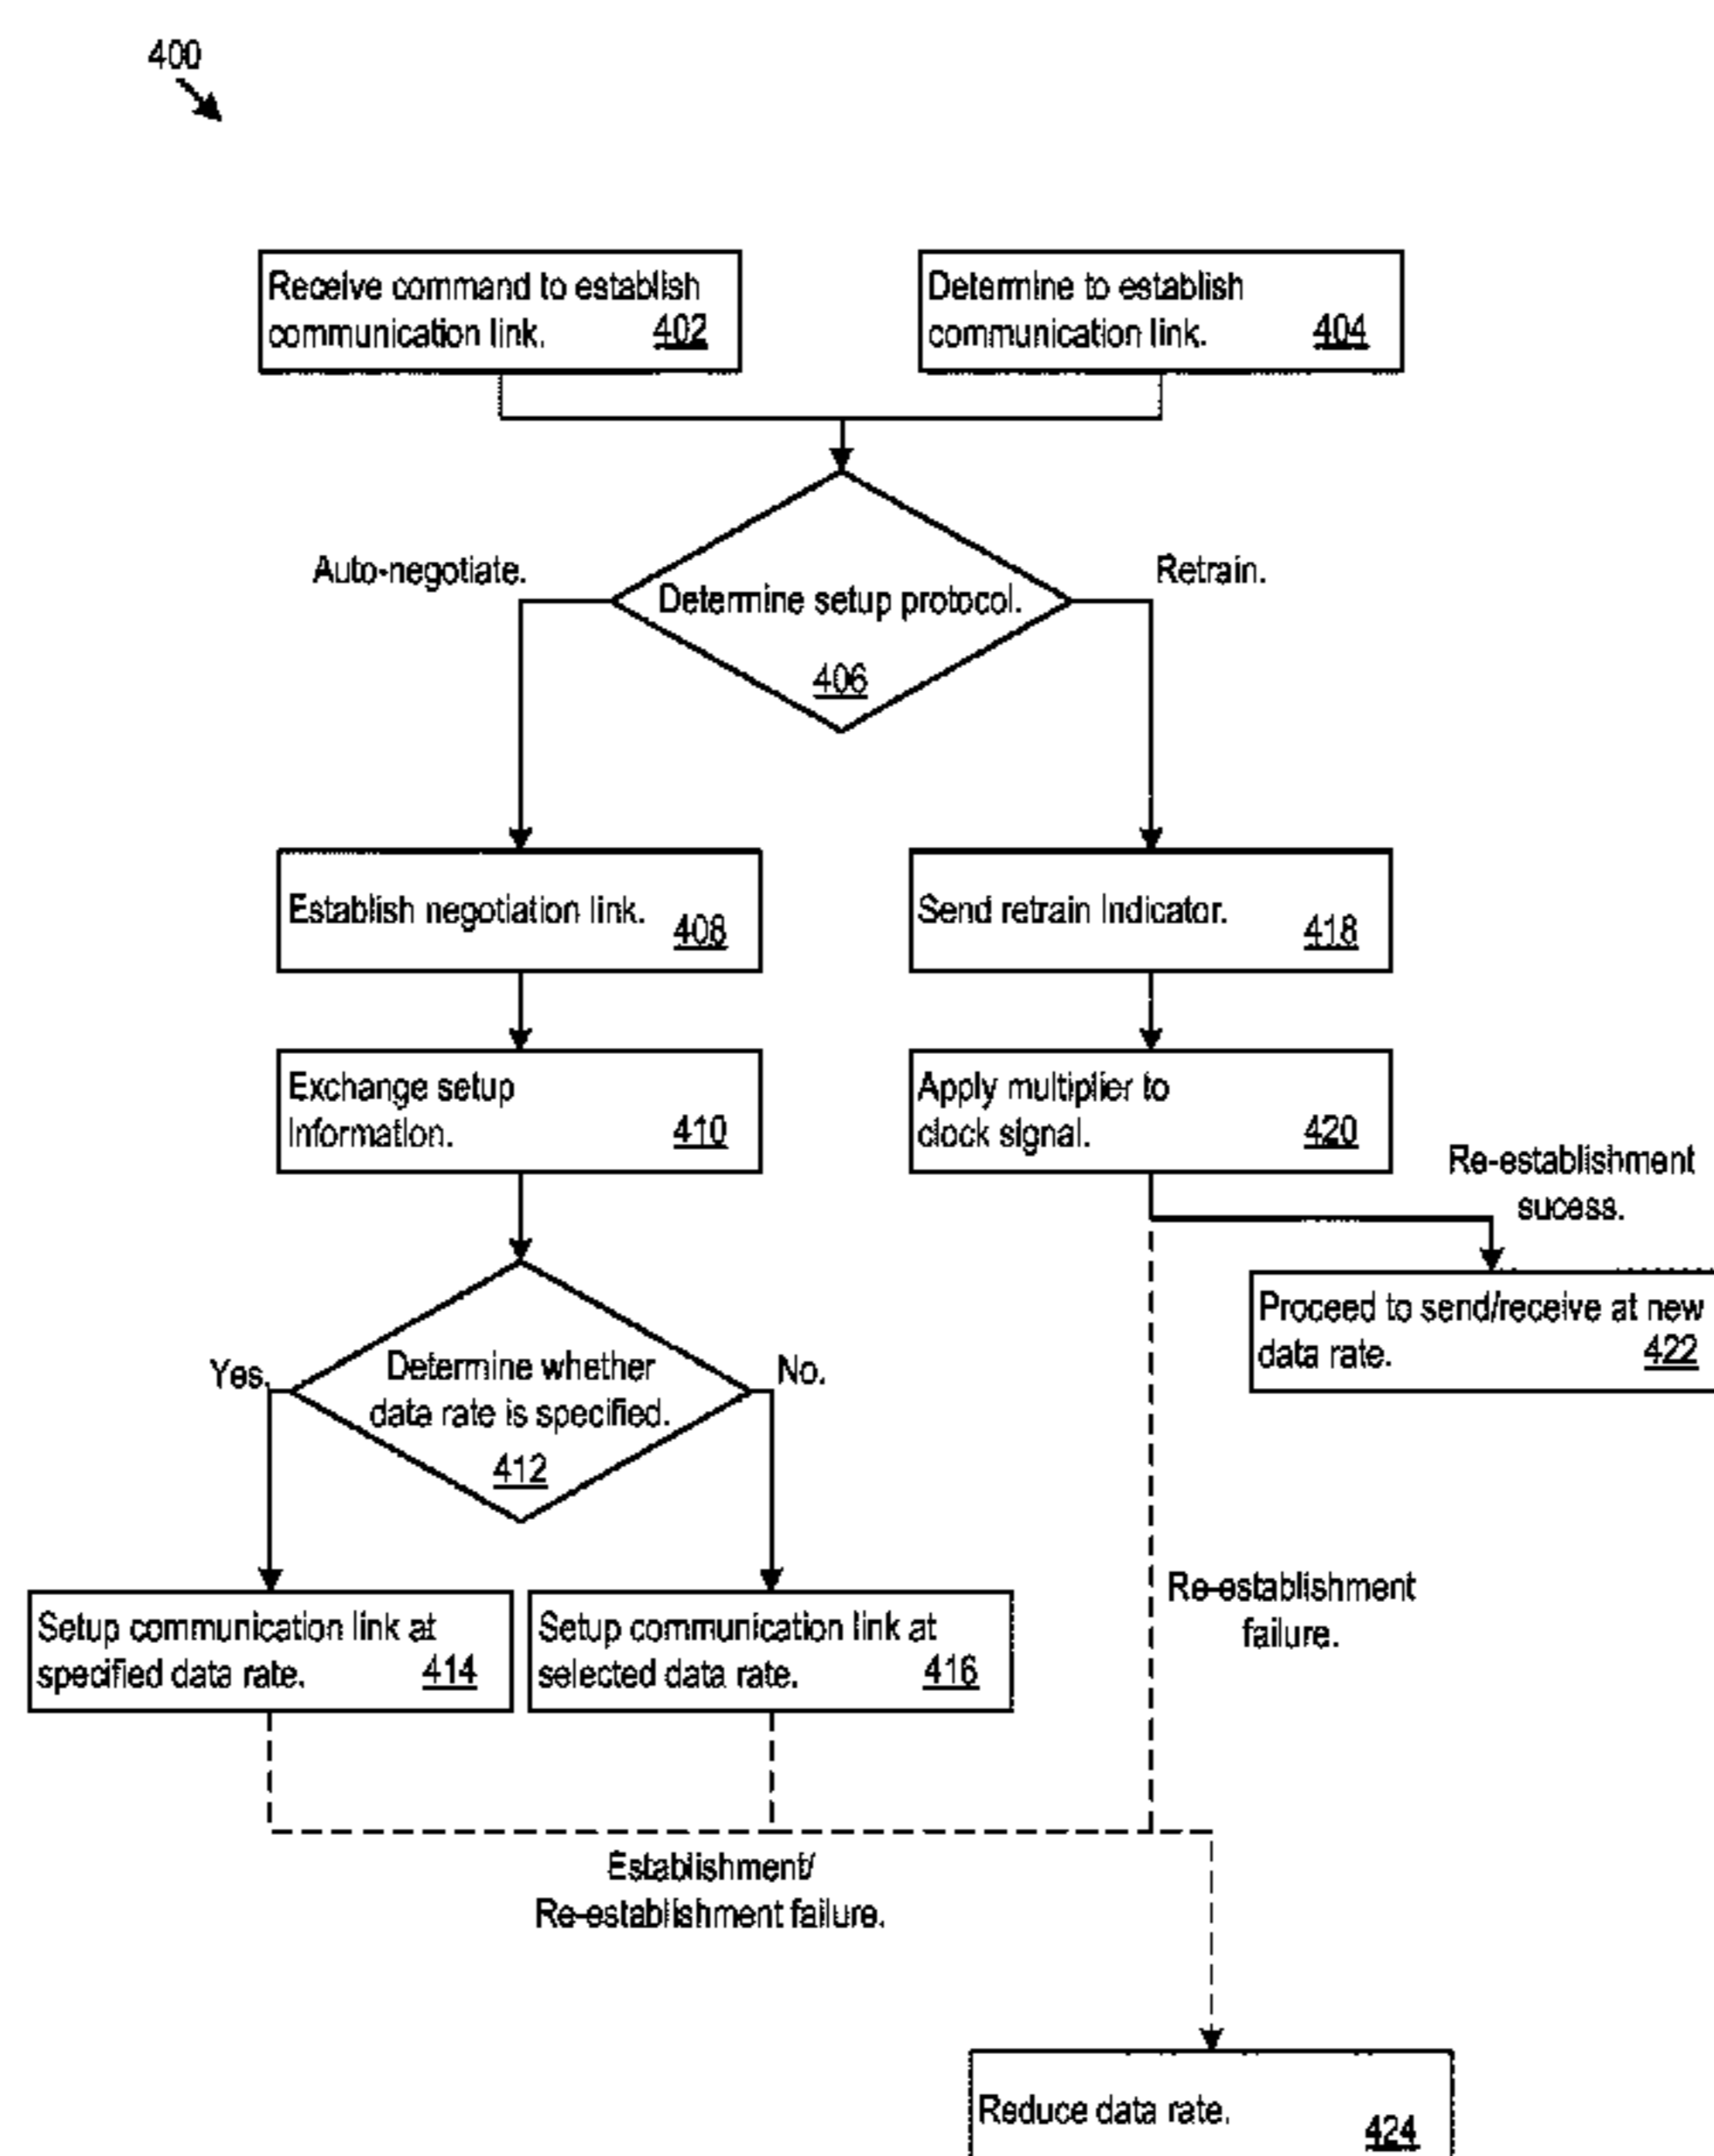 400
Receive command to establish
communication link. 402
Determine to establish
communication link. 404
Auto-negotiate.
Retrain.
Determine setup protocol.
406
Establish negotiation link. 408
Send retrain Indicator. 418
Exchange setup
Information. 410
Apply multiplier to
clock signal. 420
Re-establishment
sucess.
Proceed to send/receive at new
data rate. 422
Yes.
Determine whether
data rate is specified.
412
No.
Setup communication link at
specified data rate. 414
Setup communication link at
selected data rate. 416
Re-establishment
failure.
Establishment/
Re-establishment failure.
Reduce data rate. 424